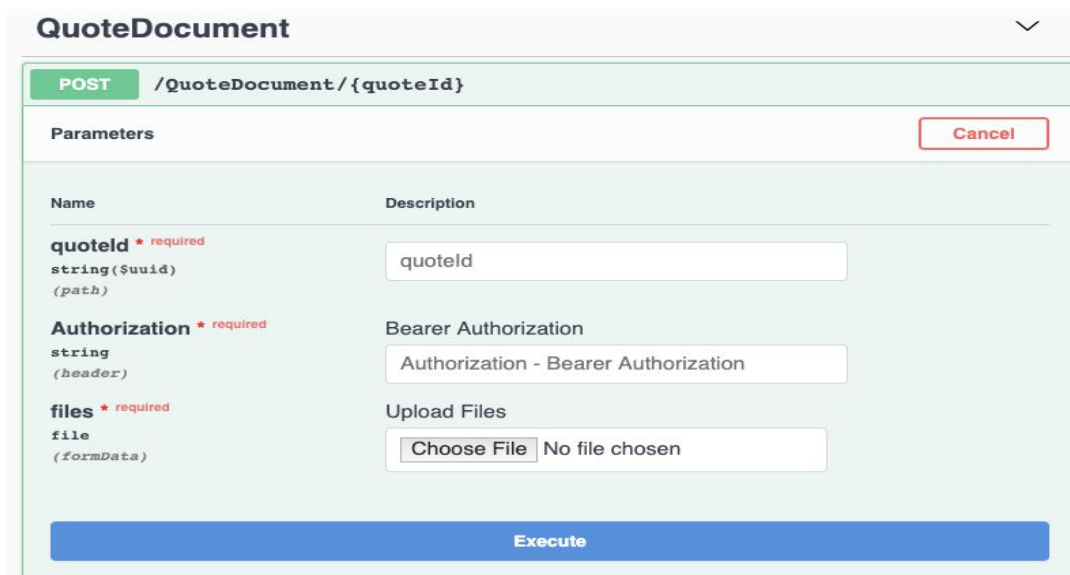 QuoteDocument
POST /QuoteDocument/{quoteId}
Parameters Cancel
Name Description
quoteId * required
string($uuid)
(path)
quoteId
Authorization * required
string
(header)
Bearer Authorization
Authorization - Bearer Authorization
files * required
file
(formData)
Upload Files
Choose File No file chosen
Execute